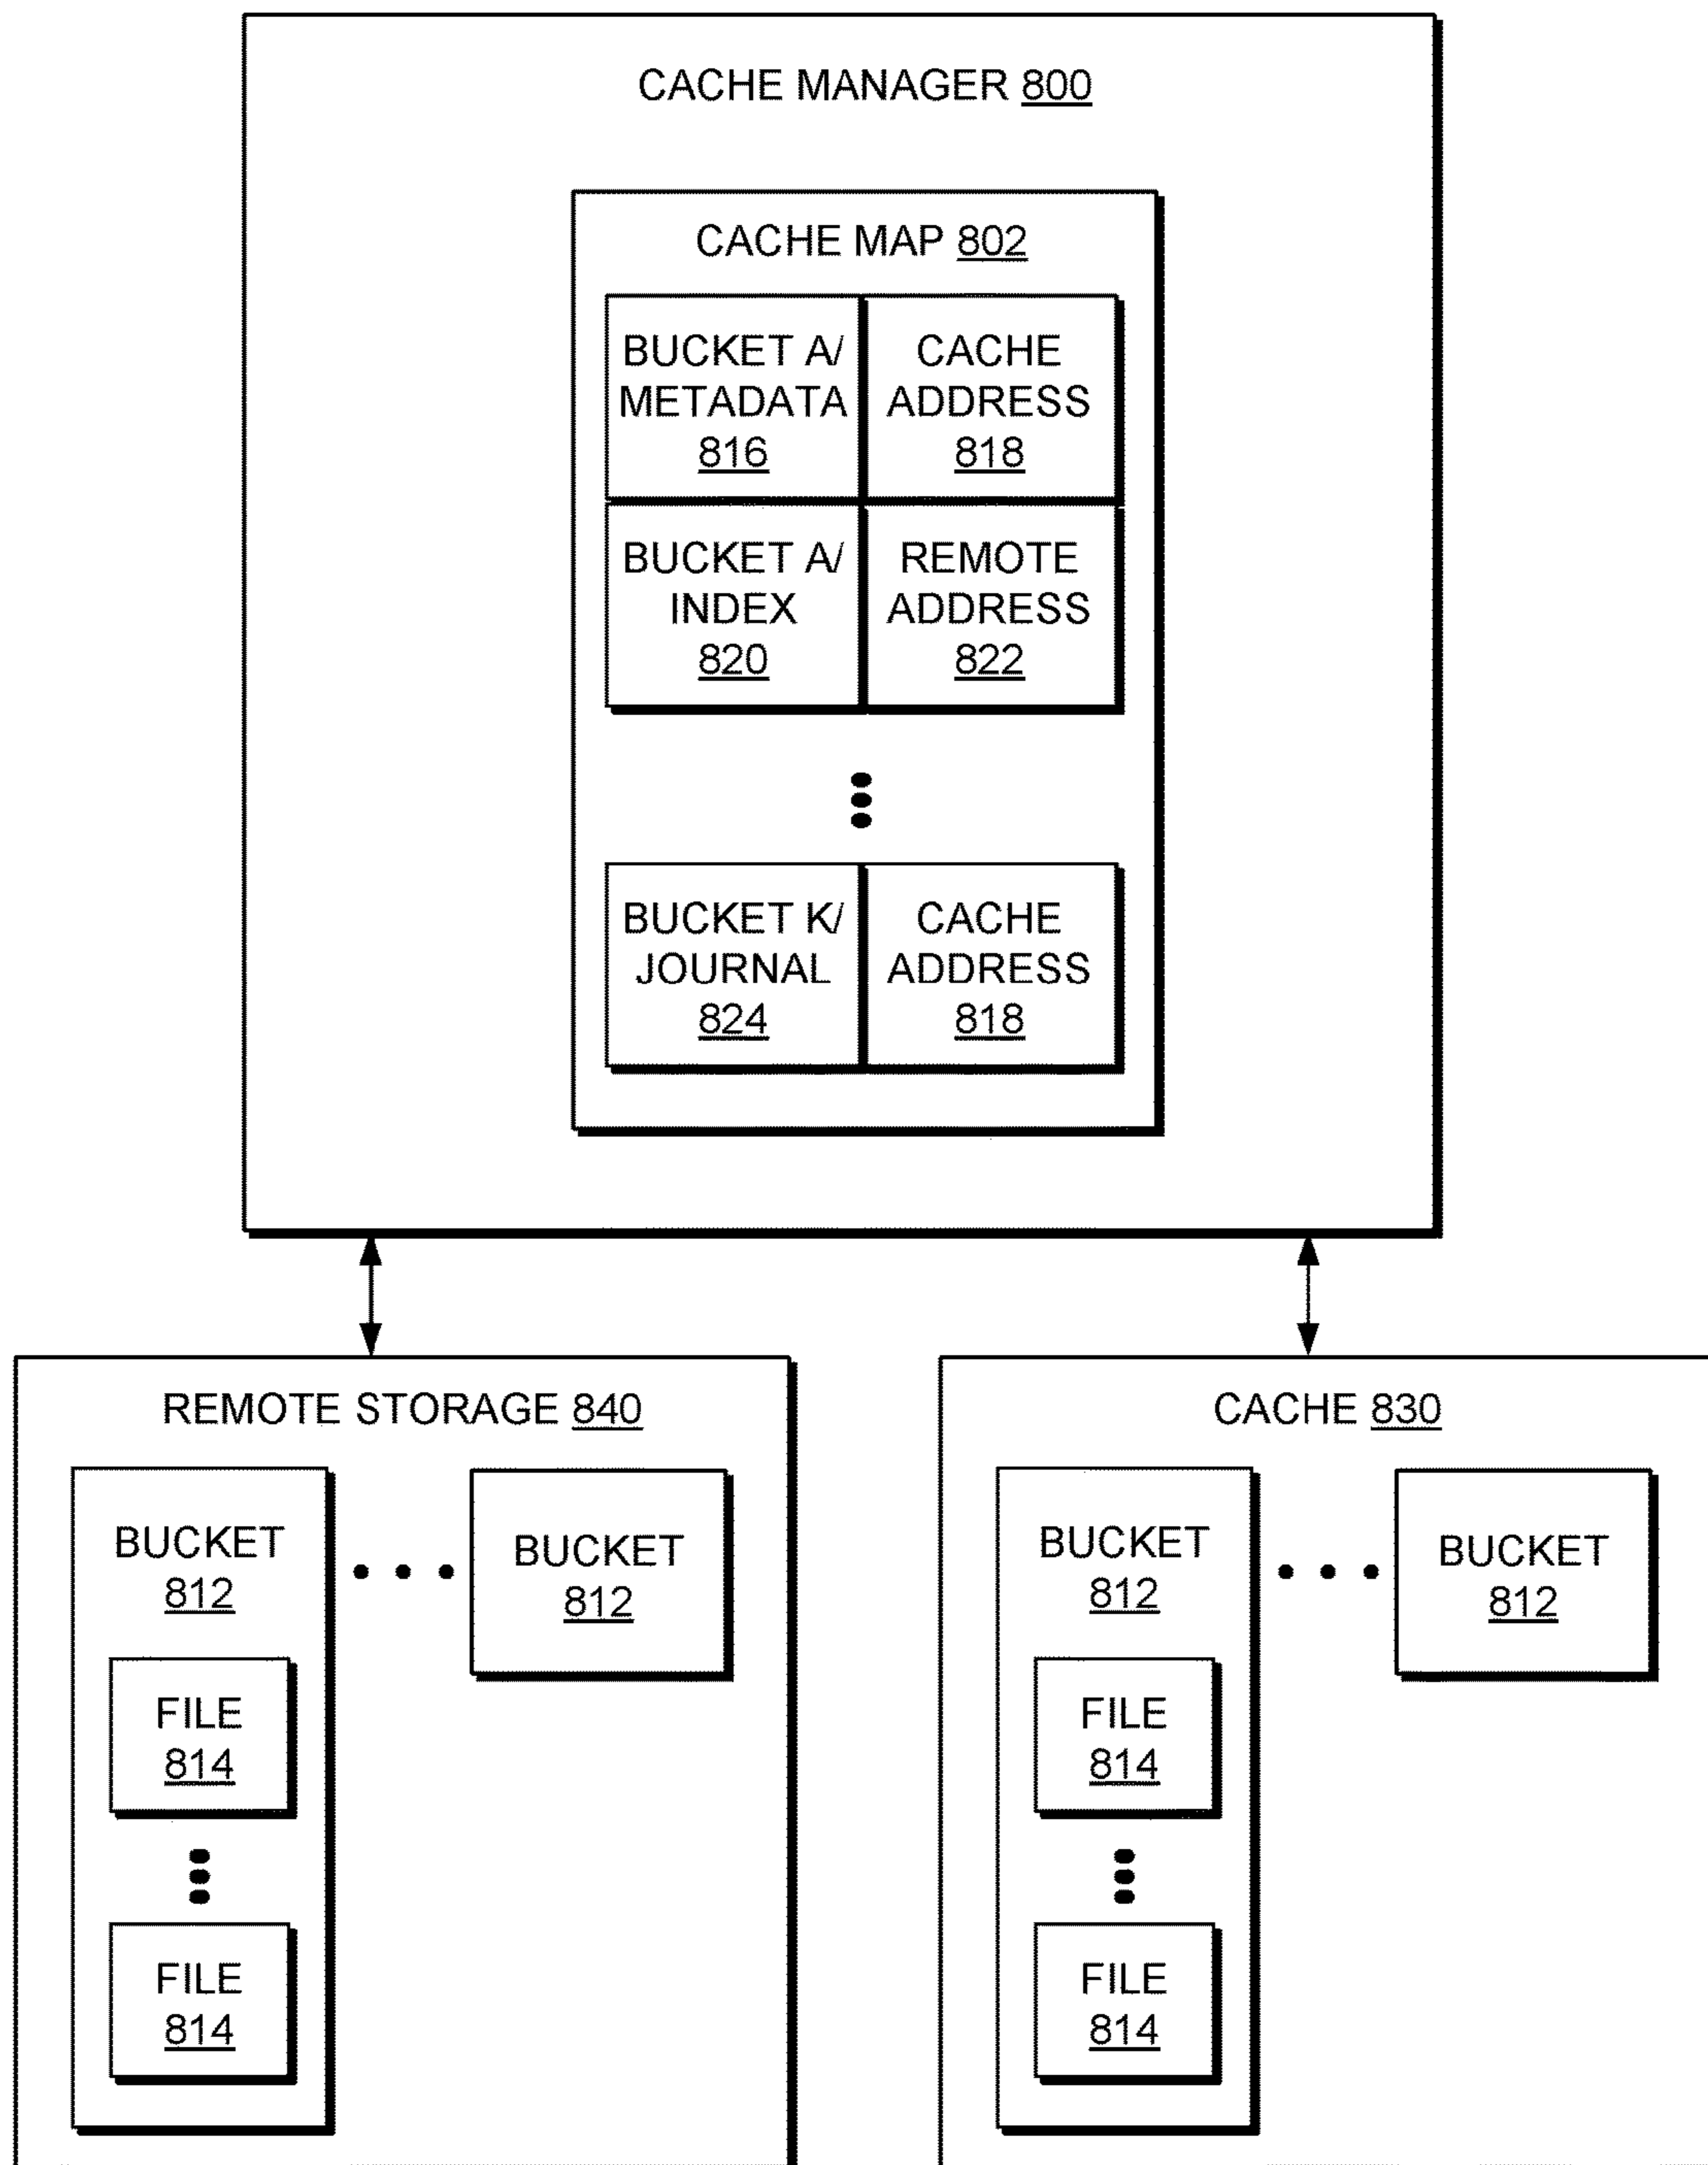 CACHE MANAGER 800
CACHE MAP 802
BUCKET A/
METADATA
816
CACHE
ADDRESS
818
BUCKET A/
INDEX
820
REMOTE
ADDRESS
822
BUCKET K/
JOURNAL
824
CACHE
ADDRESS
818
REMOTE STORAGE 840
BUCKET
812
FILE
814
FILE
814
BUCKET
812
CACHE 830
BUCKET
812
FILE
814
FILE
814
BUCKET
812